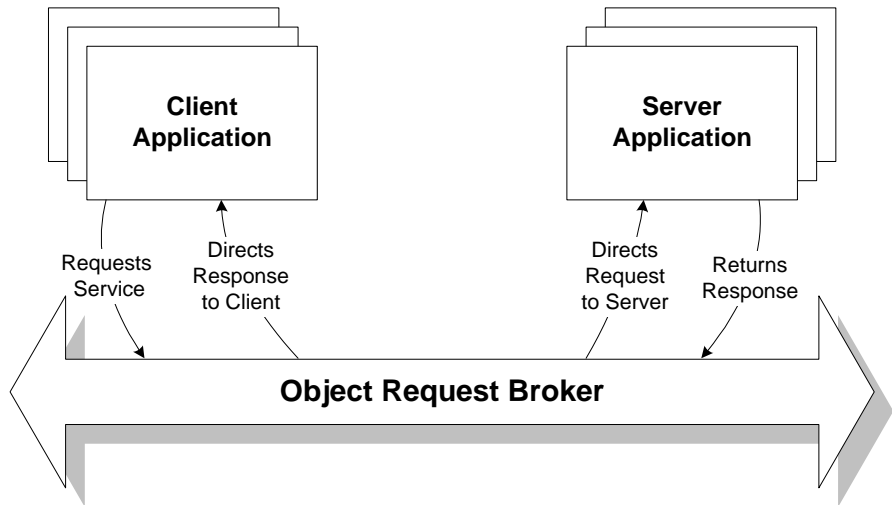 Client
Application
Server
Application
Requests
Service
Directs
Response
to Client
Directs
Request
to Server
Returns
Response
Object Request Broker